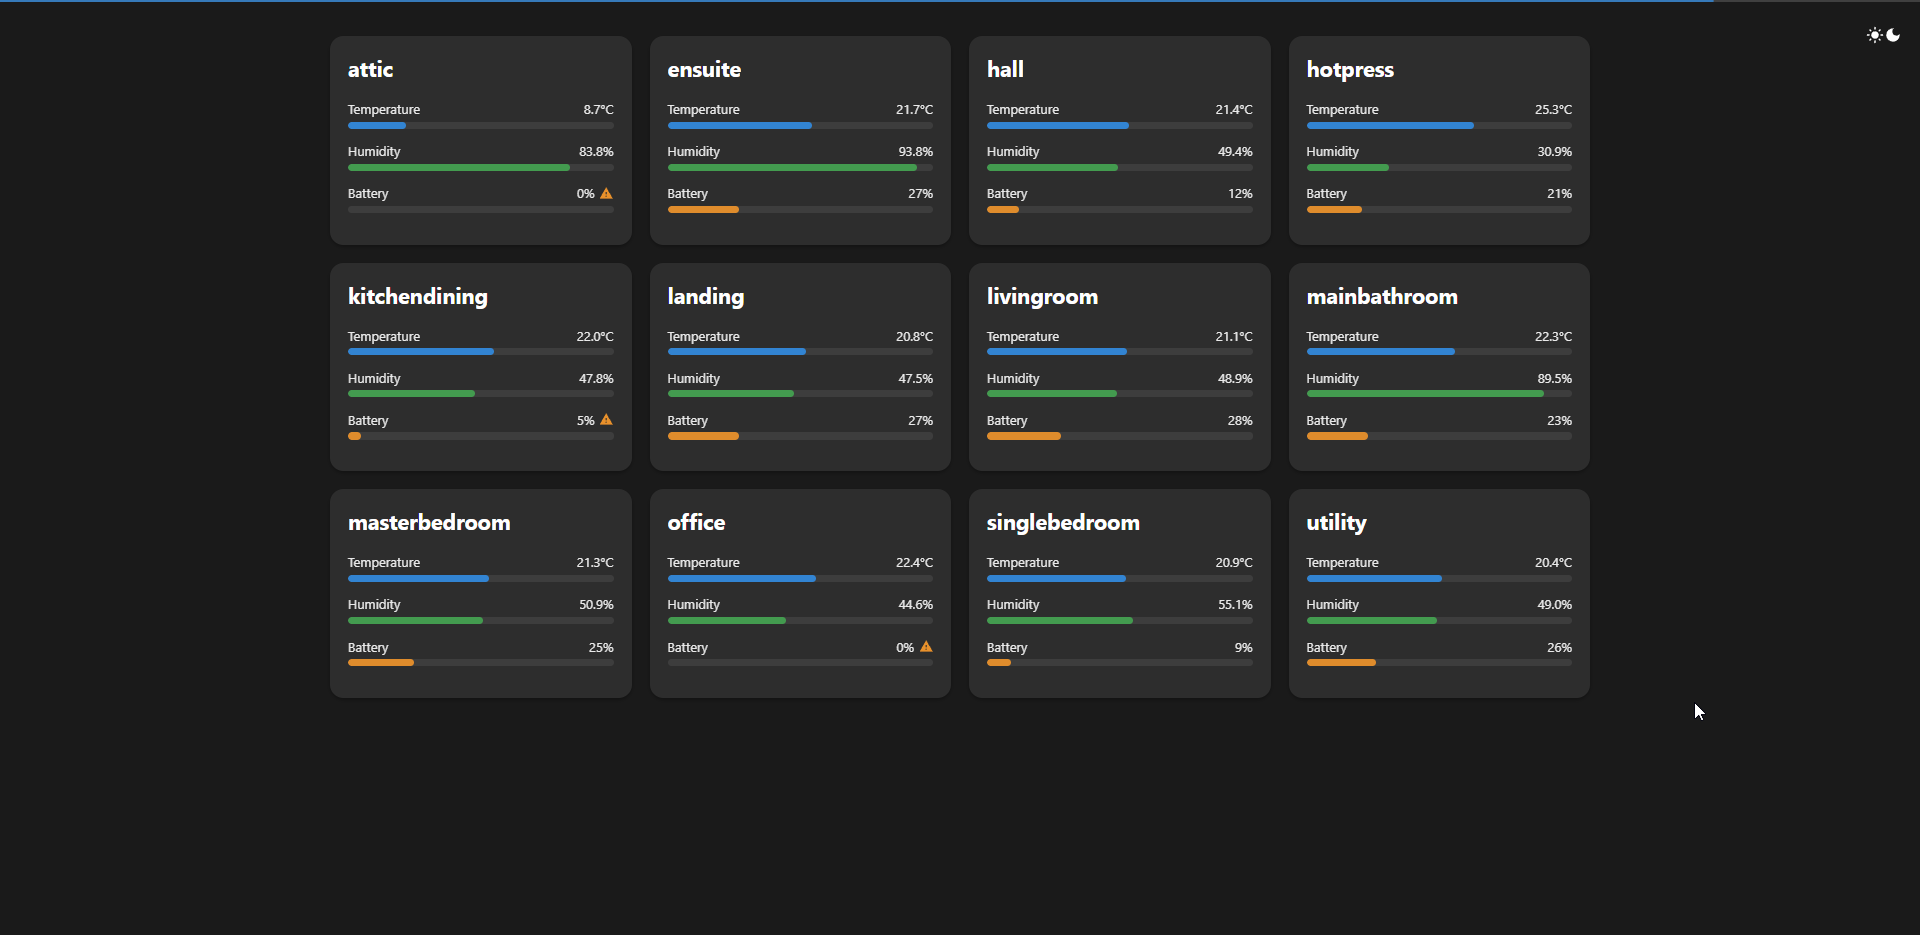 attic
Temperature 8.7°C
Humidity 83.8%
Battery 0%
ensuite
Temperature 21.7°C
Humidity 93.8%
Battery 27%
hall
Temperature 21.4°C
Humidity 49.4%
Battery 12%
hotpress
Temperature 25.3°C
Humidity 30.9%
Battery 21%
kitchendining
Temperature 22.0°C
Humidity 47.8%
Battery 5%
landing
Temperature 20.8°C
Humidity 47.5%
Battery 27%
livingroom
Temperature 21.1°C
Humidity 48.9%
Battery 28%
mainbathroom
Temperature 22.3°C
Humidity 89.5%
Battery 23%
masterbedroom
Temperature 21.3°C
Humidity 50.9%
Battery 25%
office
Temperature 22.4°C
Humidity 44.6%
Battery 0%
singlebedroom
Temperature 20.9°C
Humidity 55.1%
Battery 9%
utility
Temperature 20.4°C
Humidity 49.0%
Battery 26%